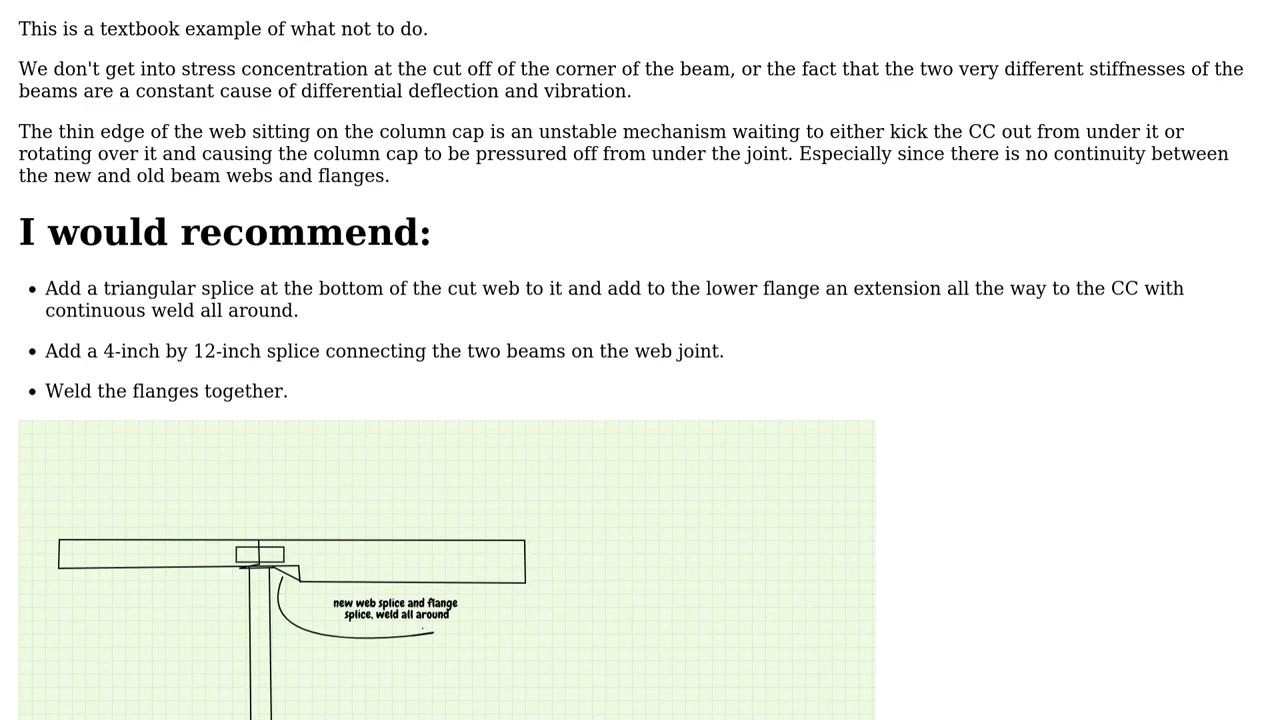 This is a textbook example of what not to do.
We don't get into stress concentration at the cut off of the corner of the beam, or the fact that the two very different stiffnesses of the
beams are a constant cause of differential deflection and vibration.
The thin edge of the web sitting on the column cap is an unstable mechanism waiting to either kick the CC out from under it or
rotating over it and causing the column cap to be pressured off from under the joint. Especially since there is no continuity between
the new and old beam webs and flanges.
I would recommend:
• Add a triangular splice at the bottom of the cut web to it and add to the lower flange an extension all the way to the CC with
continuous weld all around.
• Add a 4-inch by 12-inch splice connecting the two beams on the web joint.
• Weld the flanges together.
new web splice and flange
splice, weld all around